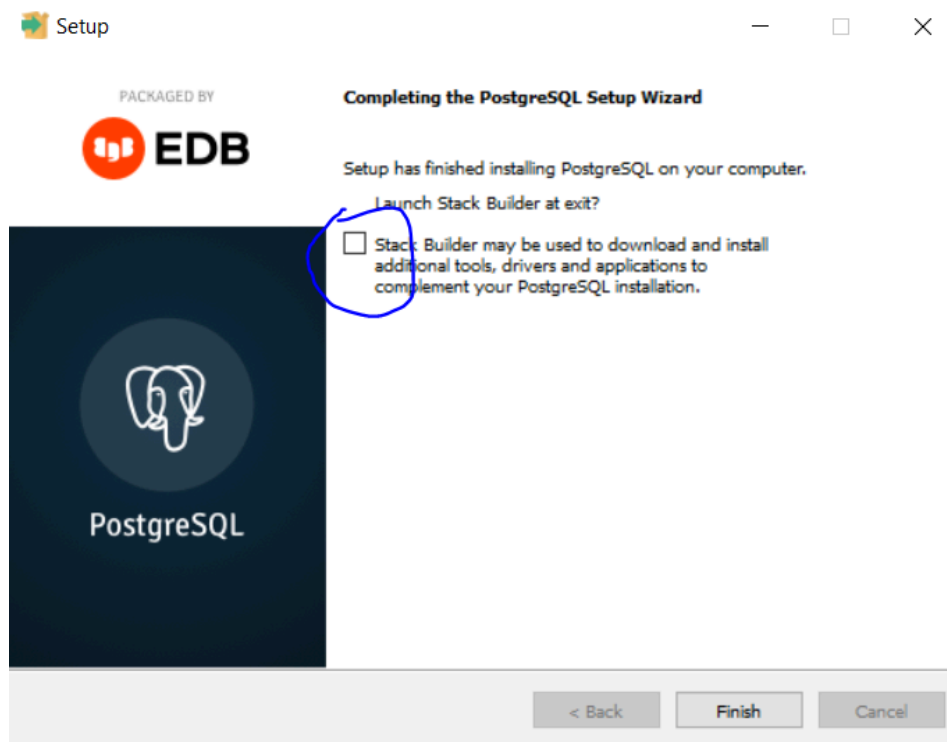 Setup
PACKAGED BY
EDB
Completing the PostgreSQL Setup Wizard
Setup has finished installing PostgreSQL on your computer.
Launch Stack Builder at exit?
Stack Builder may be used to download and install
additional tools, drivers and applications to
complement your PostgreSQL installation.
PostgreSQL
< Back
Finish
Cancel